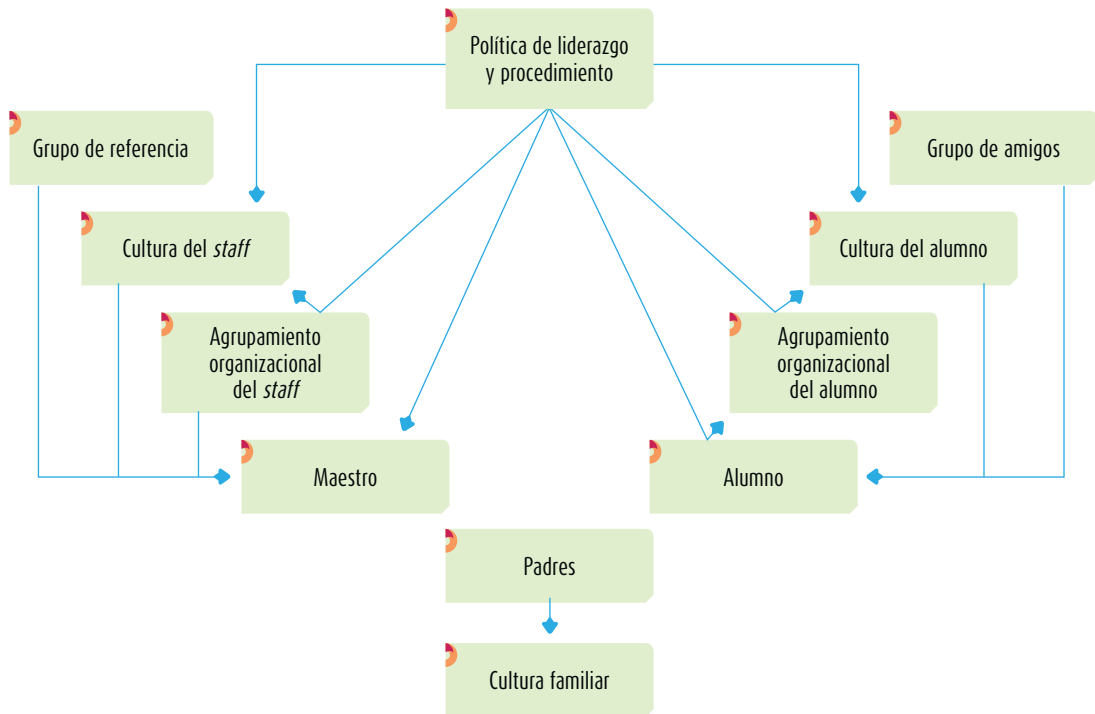 Política de liderazgo
y procedimiento
Grupo de referencia
Grupo de amigos
Cultura del staff
Cultura del alumno
Agrupamiento
organizacional
del staff
Agrupamiento
organizacional
del alumno
Maestro
Alumno
Padres
Cultura familiar